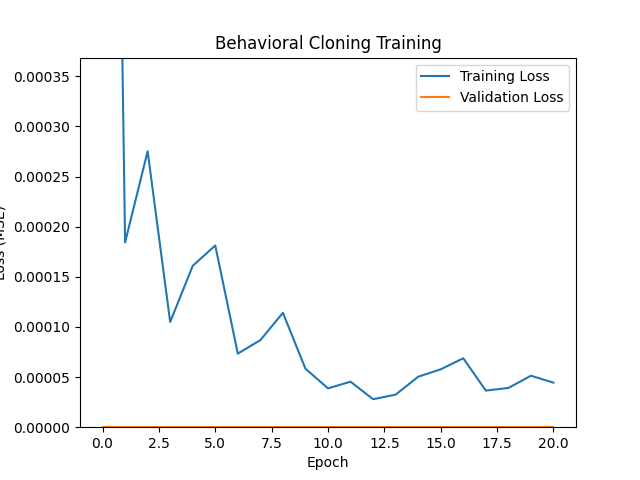 Behavioral Cloning Training
Training Loss
Validation Loss
0.00035
0.00030
0.00025
0.00020
0.00015
0.00010
0.00005
0.00000
Loss (MSE)
0.0 2.5 5.0 7.5 10.0 12.5 15.0 17.5 20.0
Epoch